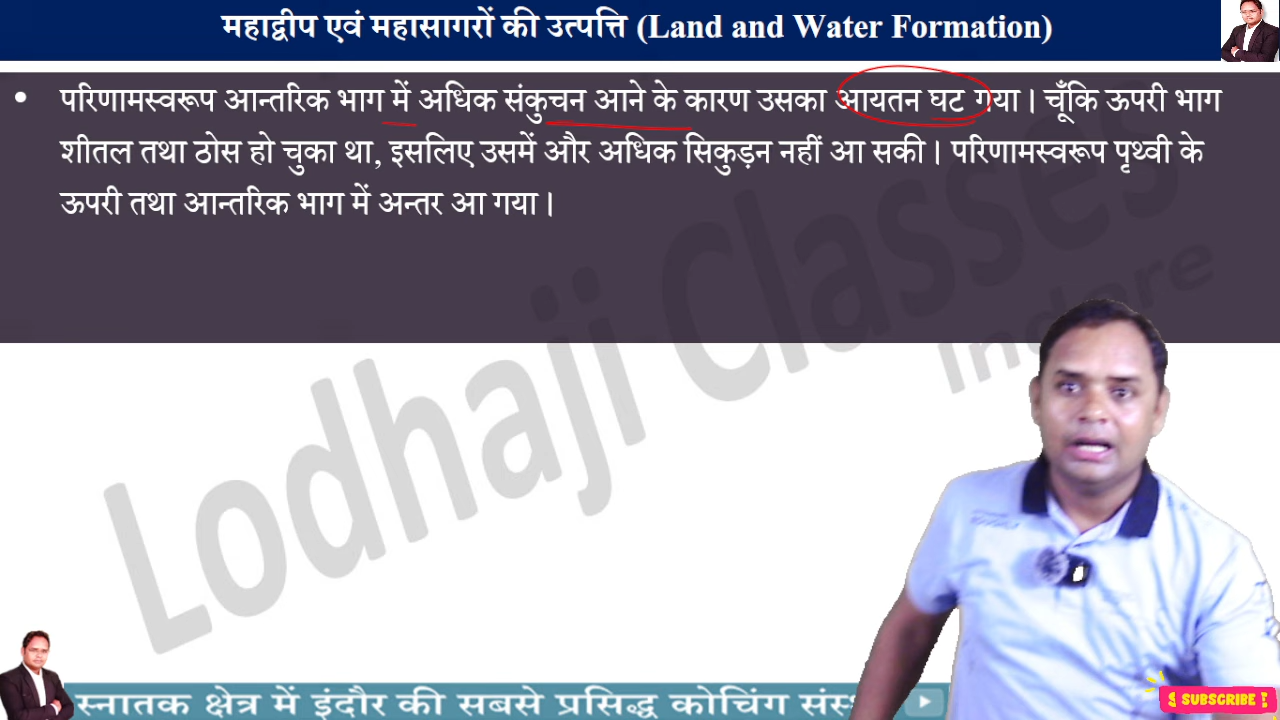 महाद्वीप एवं महासागरों की उत्पत्ति (Land and Water Formation)
• परिणामस्वरूप आन्तरिक भाग में अधिक संकुचन आने के कारण उसका आयतन घट गया। चूँकि ऊपरी भाग
शीतल तथा ठोस हो चुका था, इसलिए उसमें और अधिक सिकुड़न नहीं आ सकी। परिणामस्वरूप पृथ्वी के
ऊपरी तथा आन्तरिक भाग में अन्तर आ गया।
Lodhaji Classes
Indore
स्नातक क्षेत्र में इंदौर की सबसे प्रसिद्ध कोचिंग
SUBSCRIBE